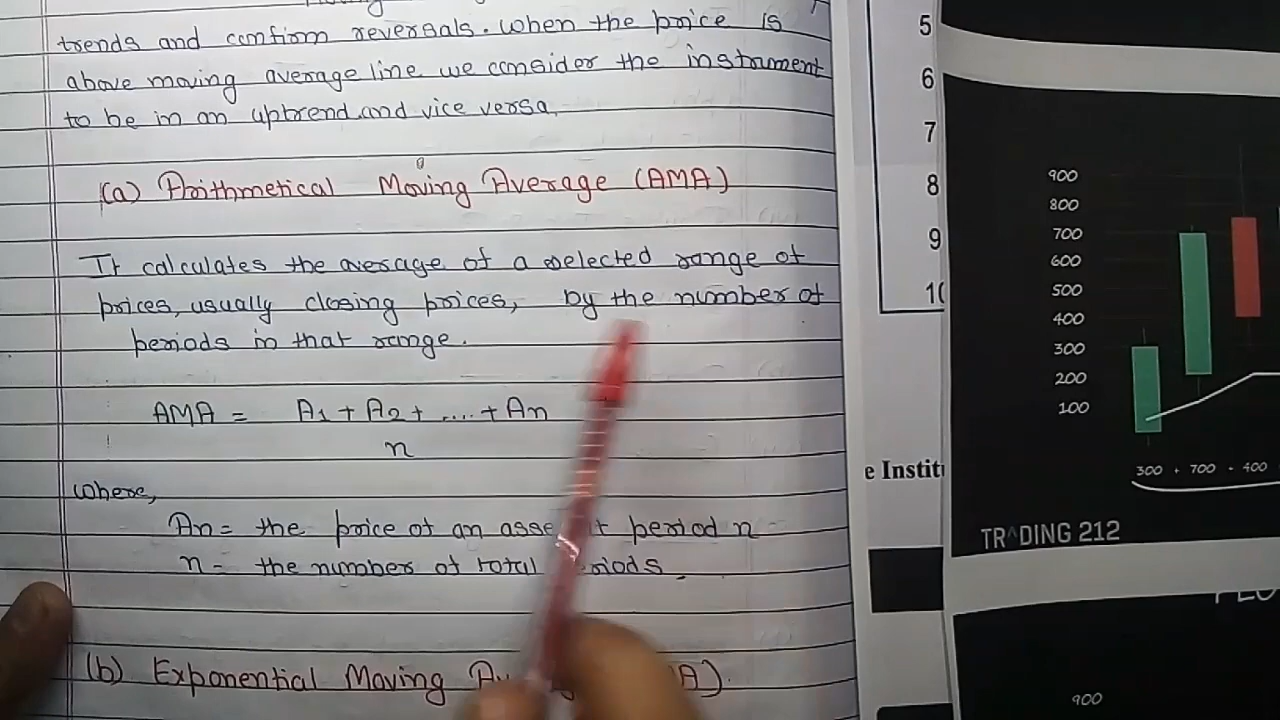 trends and confirm reversals. When the price is
above moving average line we consider the instrument
to be in an uptrend and vice versa.
(a) Arithmetical Moving Average (AMA)
It calculates the average of a selected range of
prices, usually closing prices, by the number of
periods in that range.
AMA = A1 + A2 + .... + An
n
where,
An = the price of an asset period n
n = the number of total
(b) Exponential Moving
5
6
7
8
9
10
e Instit
900
800
700
600
500
400
300
200
100
300 + 700 + 400
TRADING 212
900